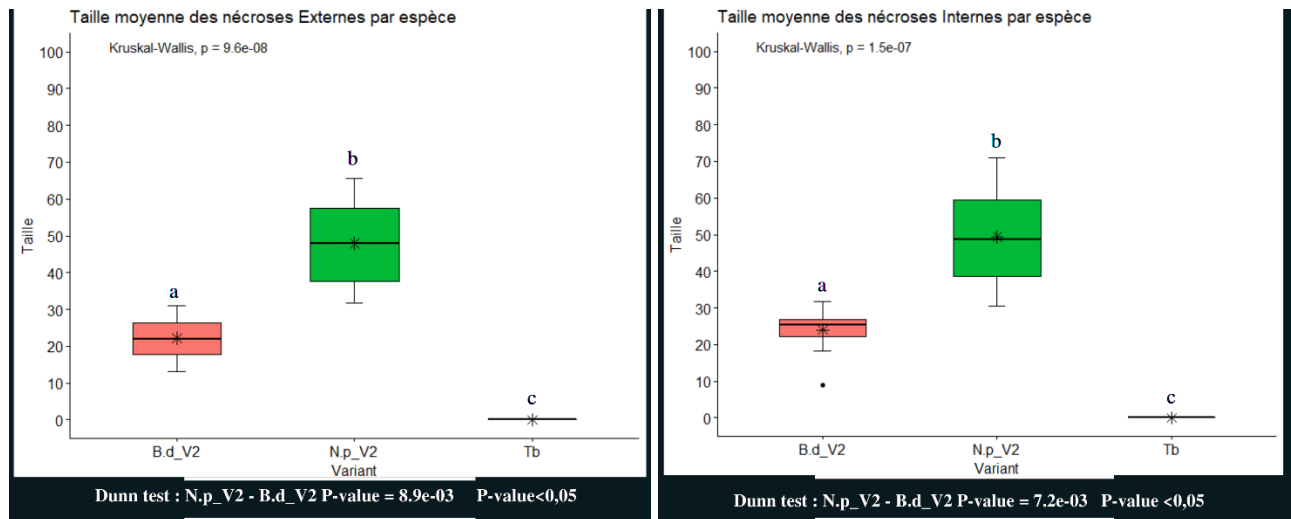 Taille moyenne des nécroses Externes par espèce
Kruskal-Wallis, p = 9.6e-08
100
90
80
70
60
50
40
30
20
10
0
Taille
a
b
c
B.d_V2 N.p_V2 Tb
Variant
Dunn test : N.p_V2 - B.d_V2 P-value = 8.9e-03 P-value<0,05
Taille moyenne des nécroses Internes par espèce
Kruskal-Wallis, p = 1.5e-07
100
90
80
70
60
50
40
30
20
10
0
Taille
a
b
c
B.d_V2 N.p_V2 Tb
Variant
Dunn test : N.p_V2 - B.d_V2 P-value = 7.2e-03 P-value <0,05